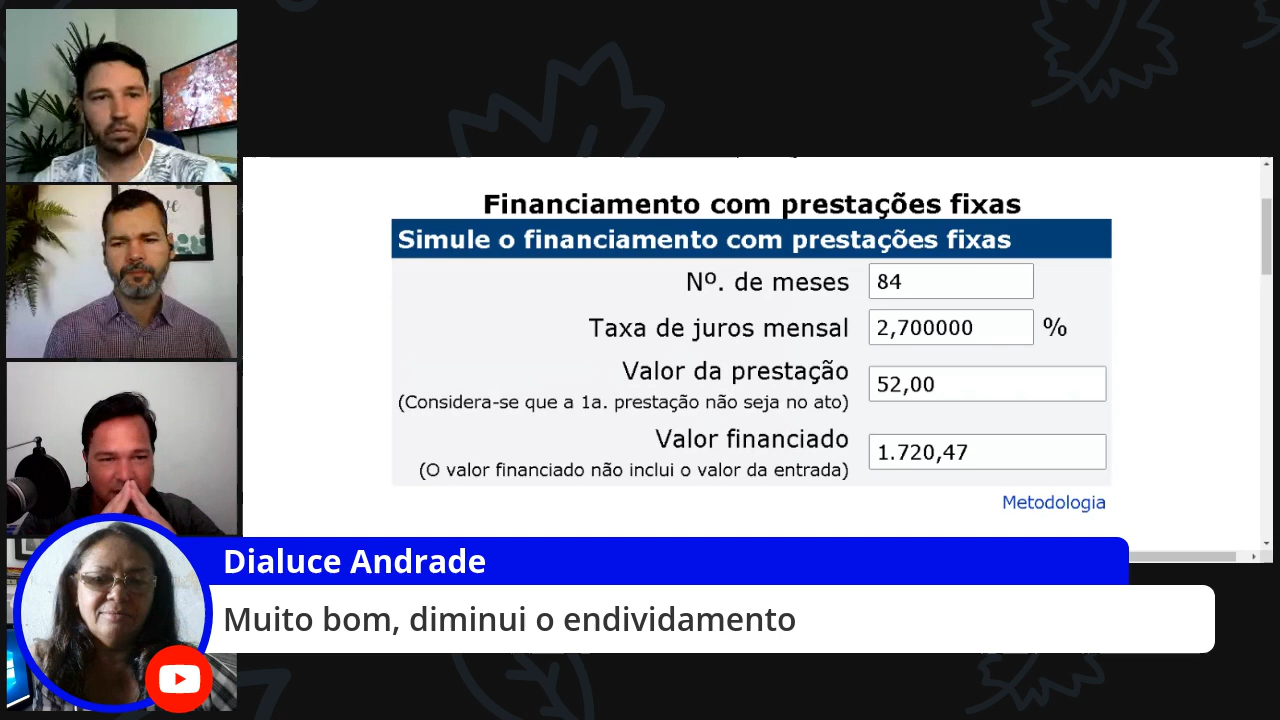 Financiamento com prestações fixas
Simule o financiamento com prestações fixas
Nº. de meses 84
Taxa de juros mensal 2,700000 %
Valor da prestação
(Considera-se que a 1a. prestação não seja no ato) 52,00
Valor financiado
(O valor financiado não inclui o valor da entrada) 1.720,47
Metodologia
Dialuce Andrade
Muito bom, diminui o endividamento